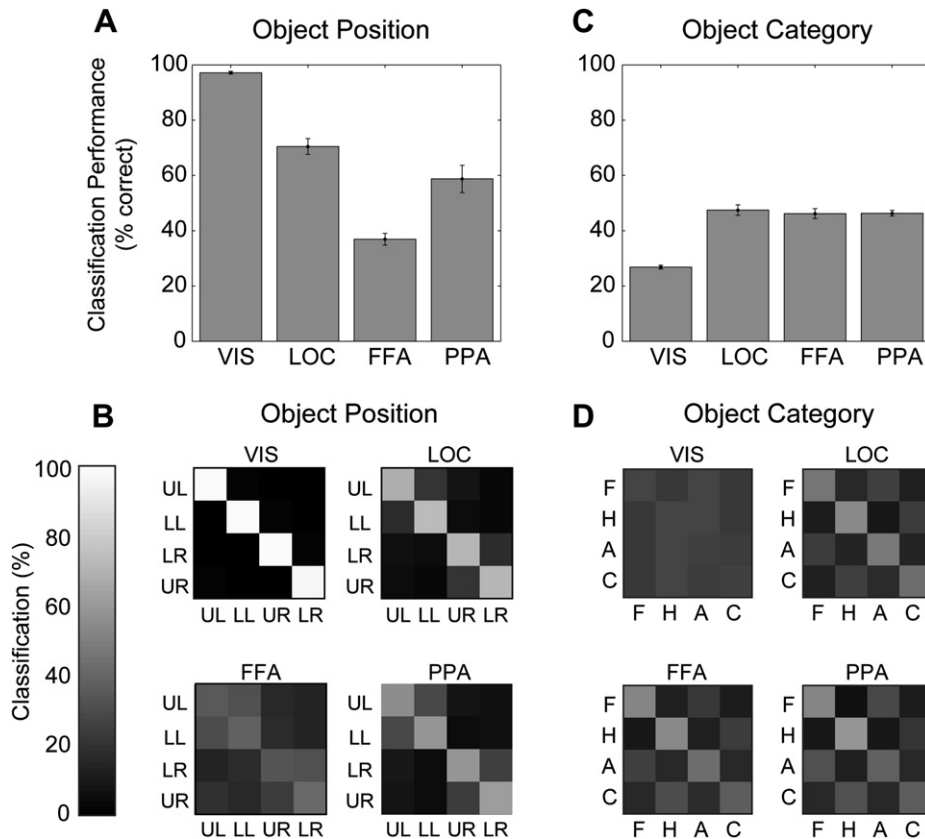 A
Object Position
Classification Performance
(% correct)
100
80
60
40
20
0
VIS LOC FFA PPA
C
Object Category
100
80
60
40
20
0
VIS LOC FFA PPA
B
Object Position
Classification (%)
100
80
60
40
20
0
VIS
UL
LL
LR
UR
UL LL UR LR
LOC
UL
LL
LR
UR
UL LL UR LR
FFA
UL
LL
LR
UR
UL LL UR LR
PPA
UL
LL
LR
UR
UL LL UR LR
D
Object Category
VIS
F
H
A
C
F H A C
LOC
F
H
A
C
F H A C
FFA
F
H
A
C
F H A C
PPA
F
H
A
C
F H A C